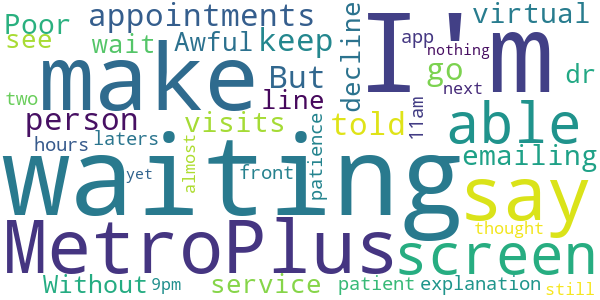 Poor appointments I'm virtual
see wait Awful keep decline app nothing
make But go next dr
two person line told 11am able
hours laters visits patience emailing
waiting yet almost front say
MetroPlus screen thought
Without 9pm service patient explanation still